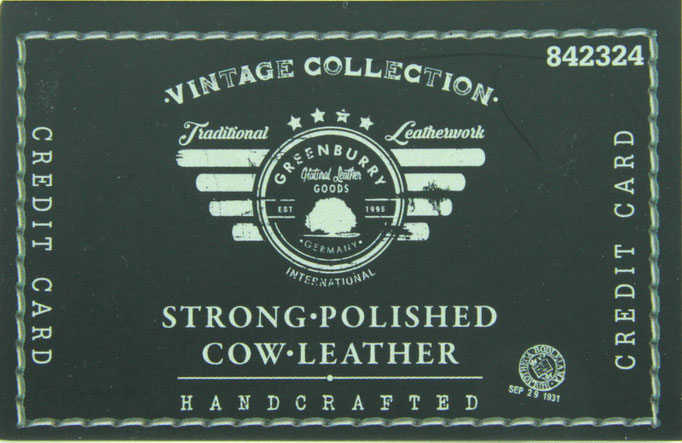 842324
·VINTAGE COLLECTION·
Traditional Leatherwork
GREENBURRY
Natural Leather
GOODS
EST 1995
·GERMANY·
INTERNATIONAL
CREDIT CARD
CREDIT CARD
STRONG·POLISHED
COW·LEATHER
HANDCRAFTED
SEP 29 1931